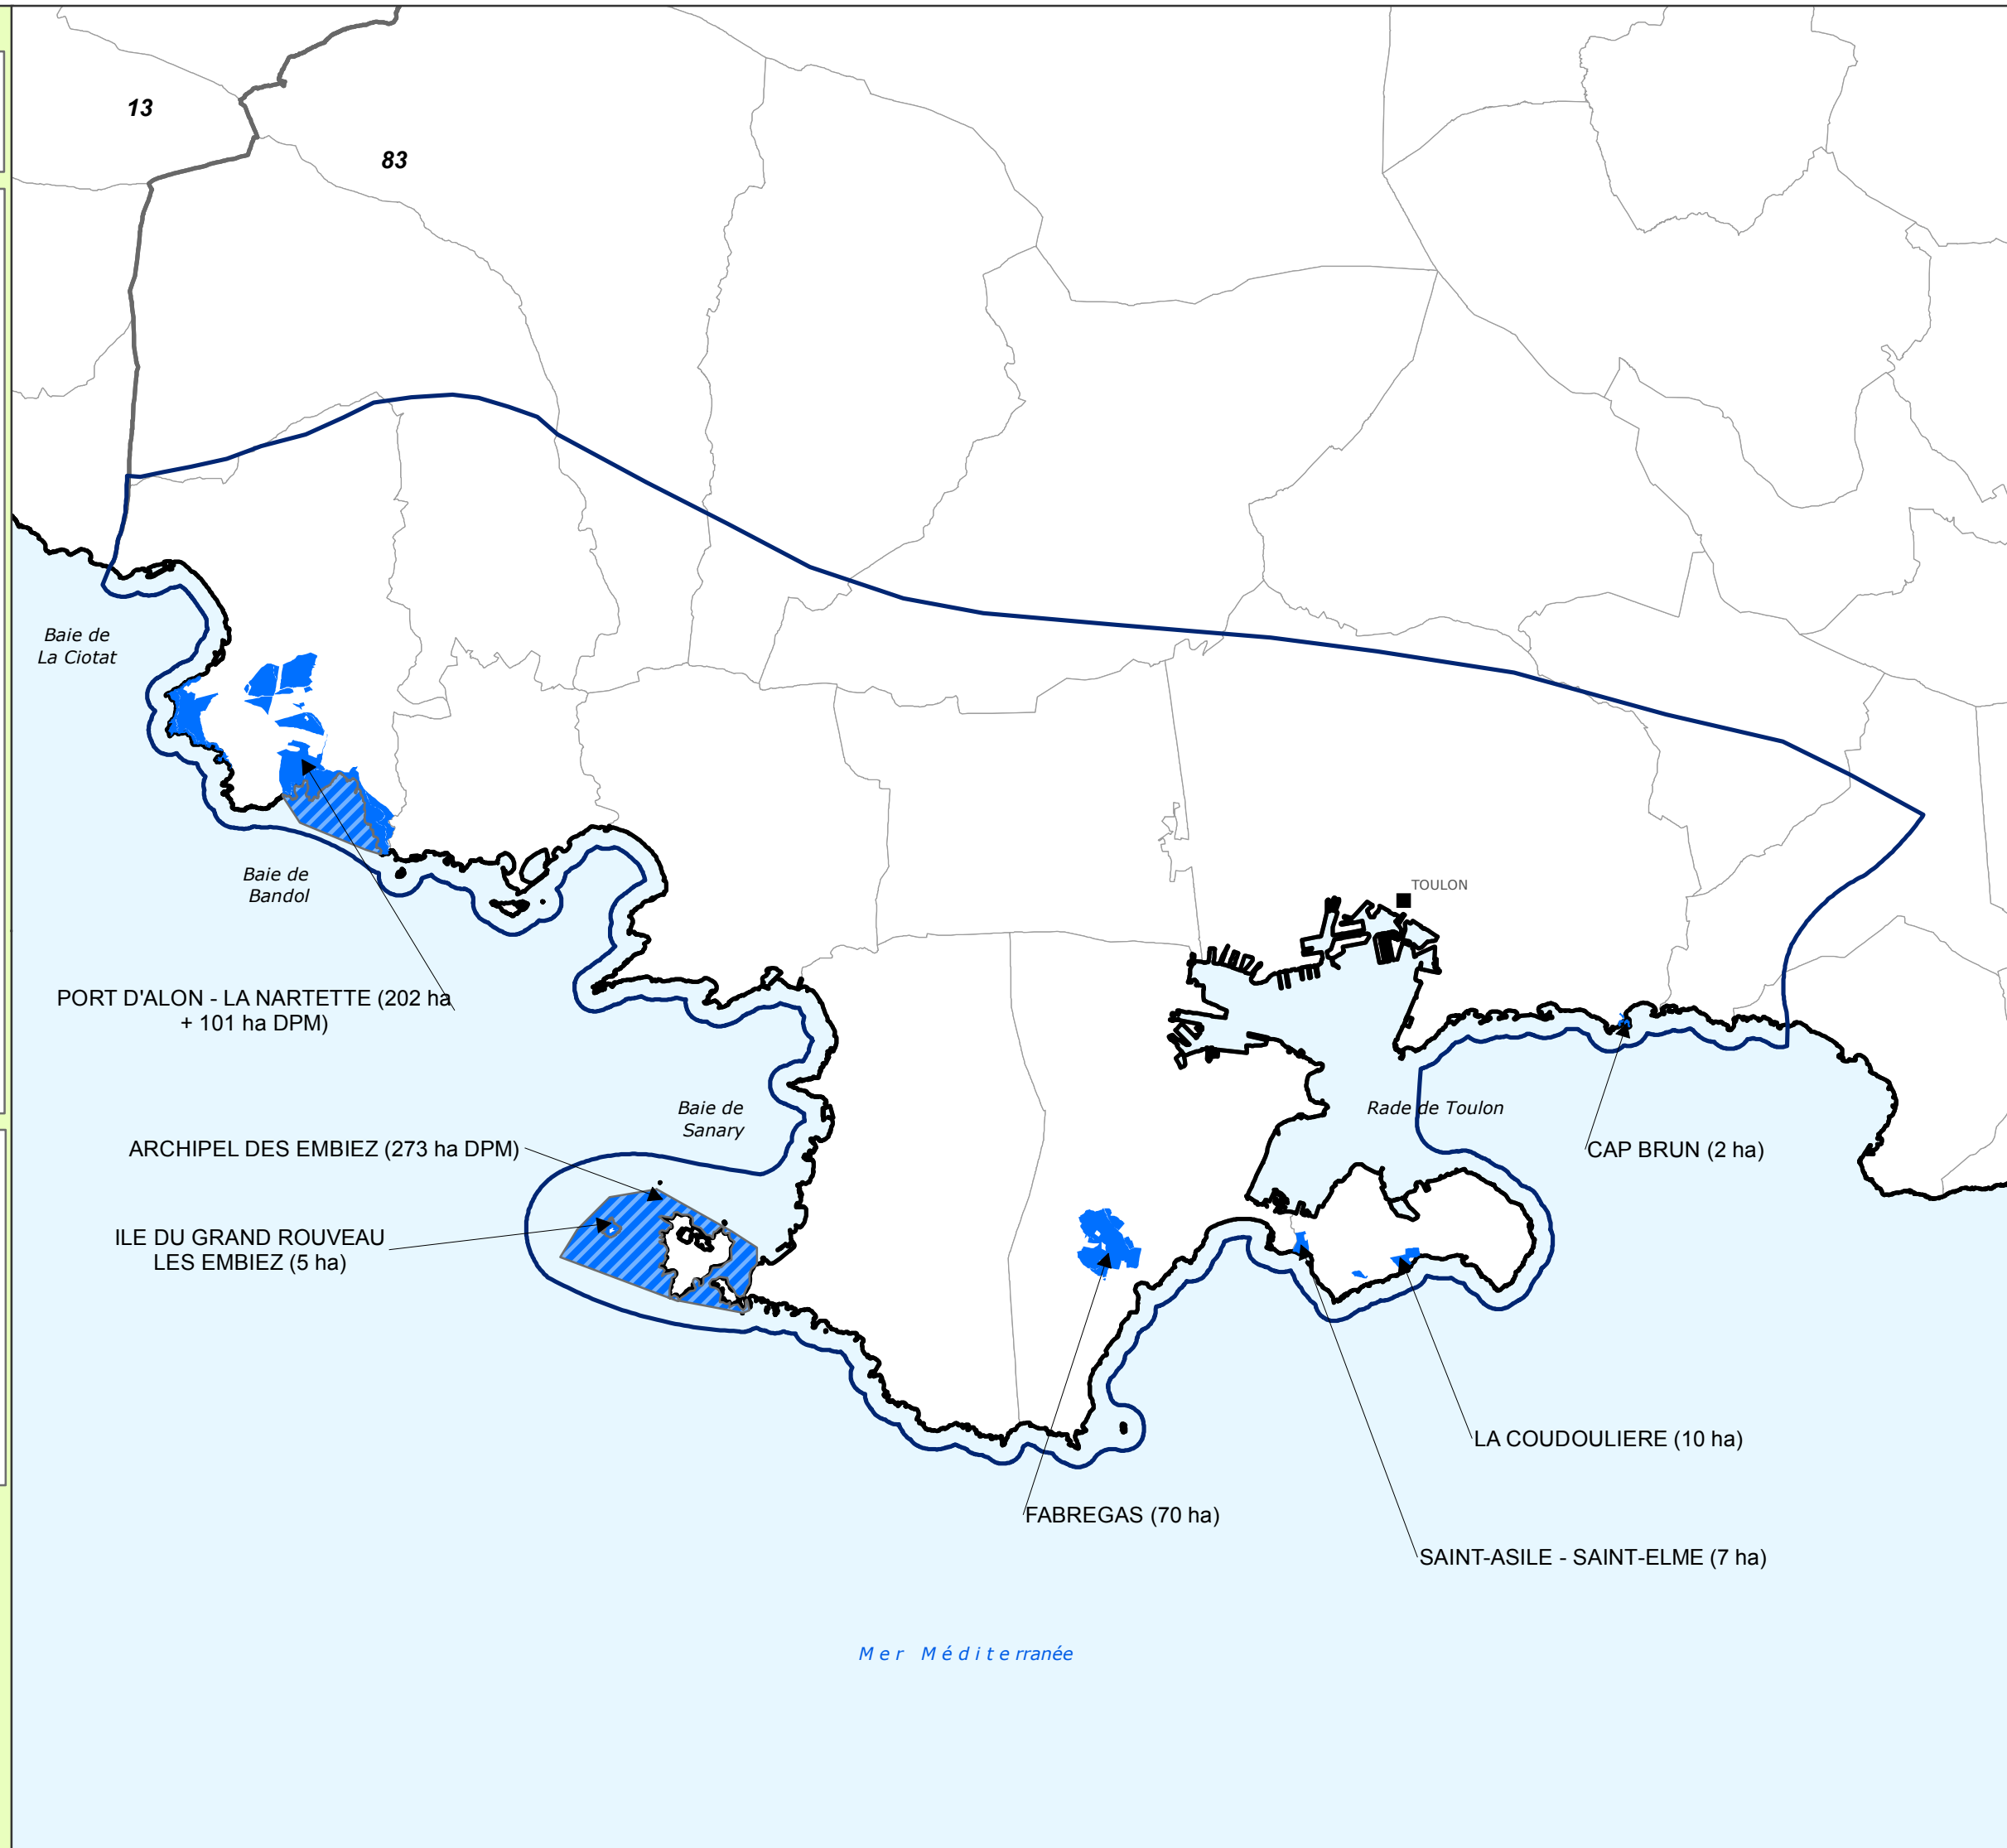 13
83
Baie de
La Ciotat
Baie de
Bandol
TOULON
PORT D'ALON - LA NARTETTE (202 ha
+ 101 ha DPM)
Baie de
Sanary
Rade de Toulon
ARCHIPEL DES EMBIEZ (273 ha DPM)
CAP BRUN (2 ha)
ILE DU GRAND ROUVEAU
LES EMBIEZ (5 ha)
LA COUDOULIERE (10 ha)
FABREGAS (70 ha)
SAINT-ASILE - SAINT-ELME (7 ha)
Mer Méditerranée